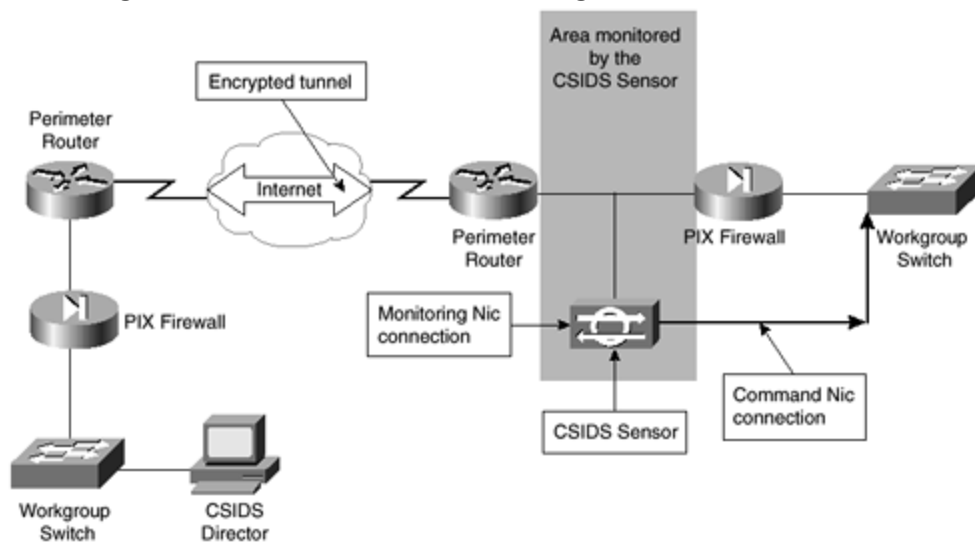 Area monitored
by the
CSIDS Sensor
Encrypted tunnel
Perimeter
Router
Internet
Perimeter
Router
PIX Firewall
Workgroup
Switch
PIX Firewall
Monitoring Nic
connection
Command Nic
connection
CSIDS Sensor
Workgroup
Switch
CSIDS
Director